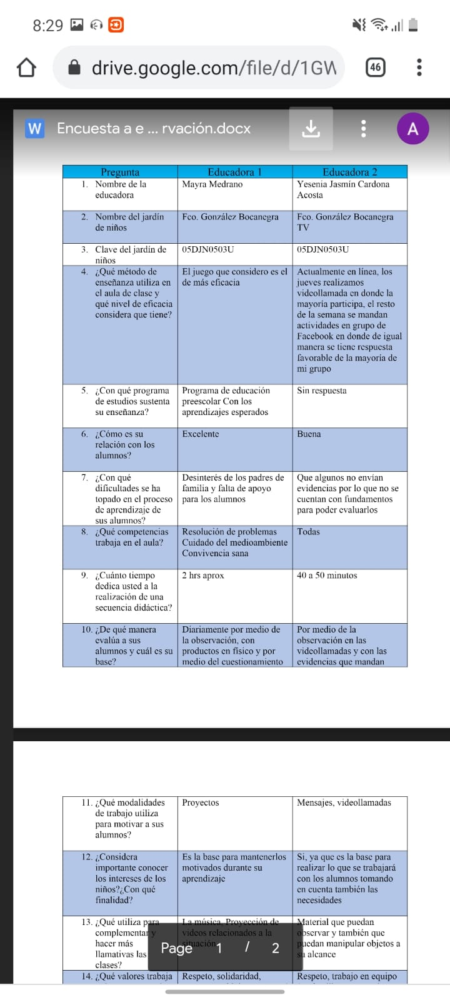 8:29
drive.google.com/file/d/1GW
46
W Encuesta a e ... rvación.docx
A
Pregunta Educadora 1 Educadora 2
1. Nombre de la educadora
Mayra Medrano
Yesenia Jasmín Cardona
Acosta
2. Nombre del jardín
de niños
Fco. González Bocanegra
Fco. González Bocanegra
TV
3. Clave del jardín de
niños
05DJN0503U
05DJN0503U
4. ¿Qué método de
enseñanza utiliza en
el aula de clase y
qué nivel de eficacia
considera que tiene?
El juego que considero es el
de más eficacia
Actualmente en línea, los
jueves realizamos
videollamada en donde la
mayoría participa, el resto
de la semana se mandan
actividades en grupo de
Facebook en donde de igual
manera se tiene respuesta
favorable de la mayoría de
mi grupo
5. ¿Con qué programa
de estudios sustenta
su enseñanza?
Programa de educación
preescolar Con los
aprendizajes esperados
Sin respuesta
6. ¿Cómo es su
relación con los
alumnos?
Excelente
Buena
7. ¿Con qué
dificultades se ha
topado en el proceso
de aprendizaje de
sus alumnos?
Desinterés de los padres de
familia y falta de apoyo
para los alumnos
Que algunos no envían
evidencias por lo que no se
cuentan con fundamentos
para poder evaluarlos
8. ¿Qué competencias
trabaja en el aula?
Resolución de problemas
Cuidado del medioambiente
Convivencia sana
Todas
9. ¿Cuánto tiempo
dedica usted a la
realización de una
secuencia didáctica?
2 hrs aprox
40 a 50 minutos
10. ¿De qué manera
evalúa a sus
alumnos y cuál es su
base?
Diariamente por medio de
la observación, con
productos en físico y por
medio del cuestionamiento
Por medio de la
observación en las
videollamadas y con las
evidencias que mandan
11. ¿Qué modalidades
de trabajo utiliza
para motivar a sus
alumnos?
Proyectos
Mensajes, videollamadas
12. ¿Considera
importante conocer
los intereses de los
niños?¿Con qué
finalidad?
Es la base para mantenerlos
motivados durante su
aprendizaje
Si, ya que es la base para
realizar lo que se trabajará
con los alumnos tomando
en cuenta también las
necesidades
13. ¿Qué utiliza para
complementar y
hacer más
llamativas las
clases?
La música, Proyección de
videos relacionados a la
situación
Material que puedan
observar y también que
puedan manipular objetos a
su alcance
Page 1 / 2
14. ¿Qué valores trabaja
Respeto, solidaridad,
Respeto, trabajo en equipo